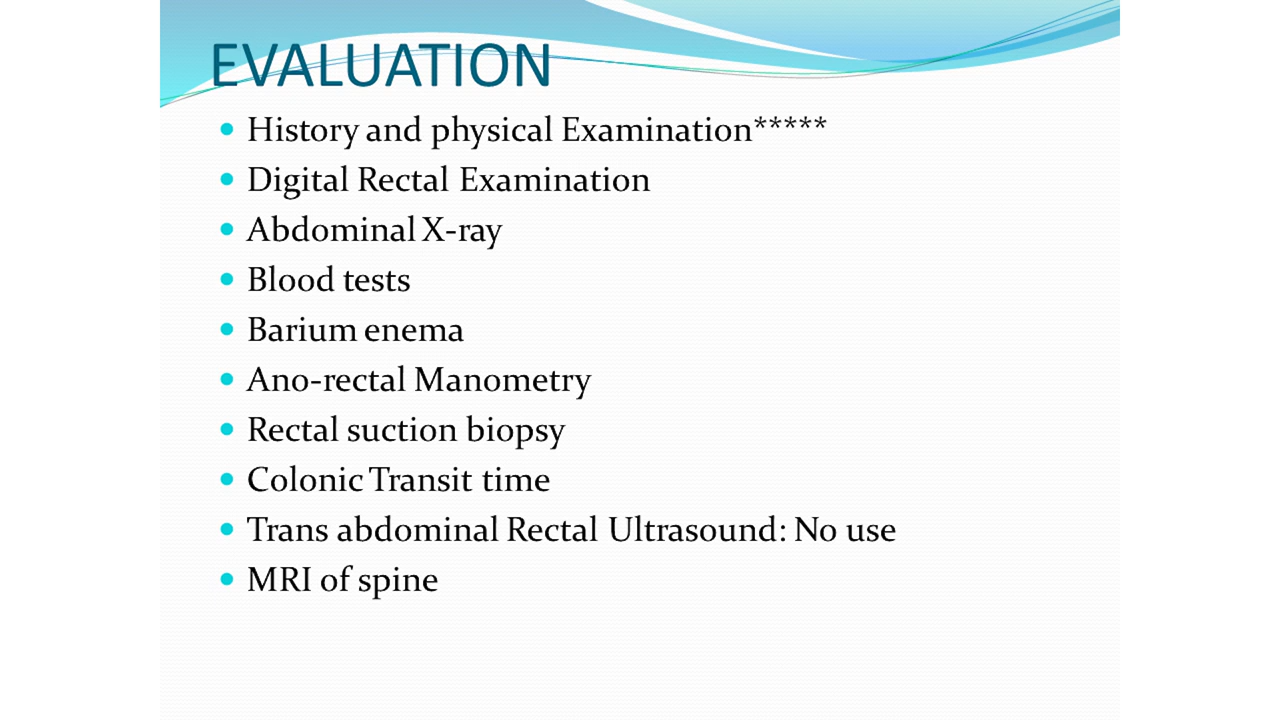 EVALUATION
• History and physical Examination*****
• Digital Rectal Examination
• Abdominal X-ray
• Blood tests
• Barium enema
• Ano-rectal Manometry
• Rectal suction biopsy
• Colonic Transit time
• Trans abdominal Rectal Ultrasound: No use
• MRI of spine